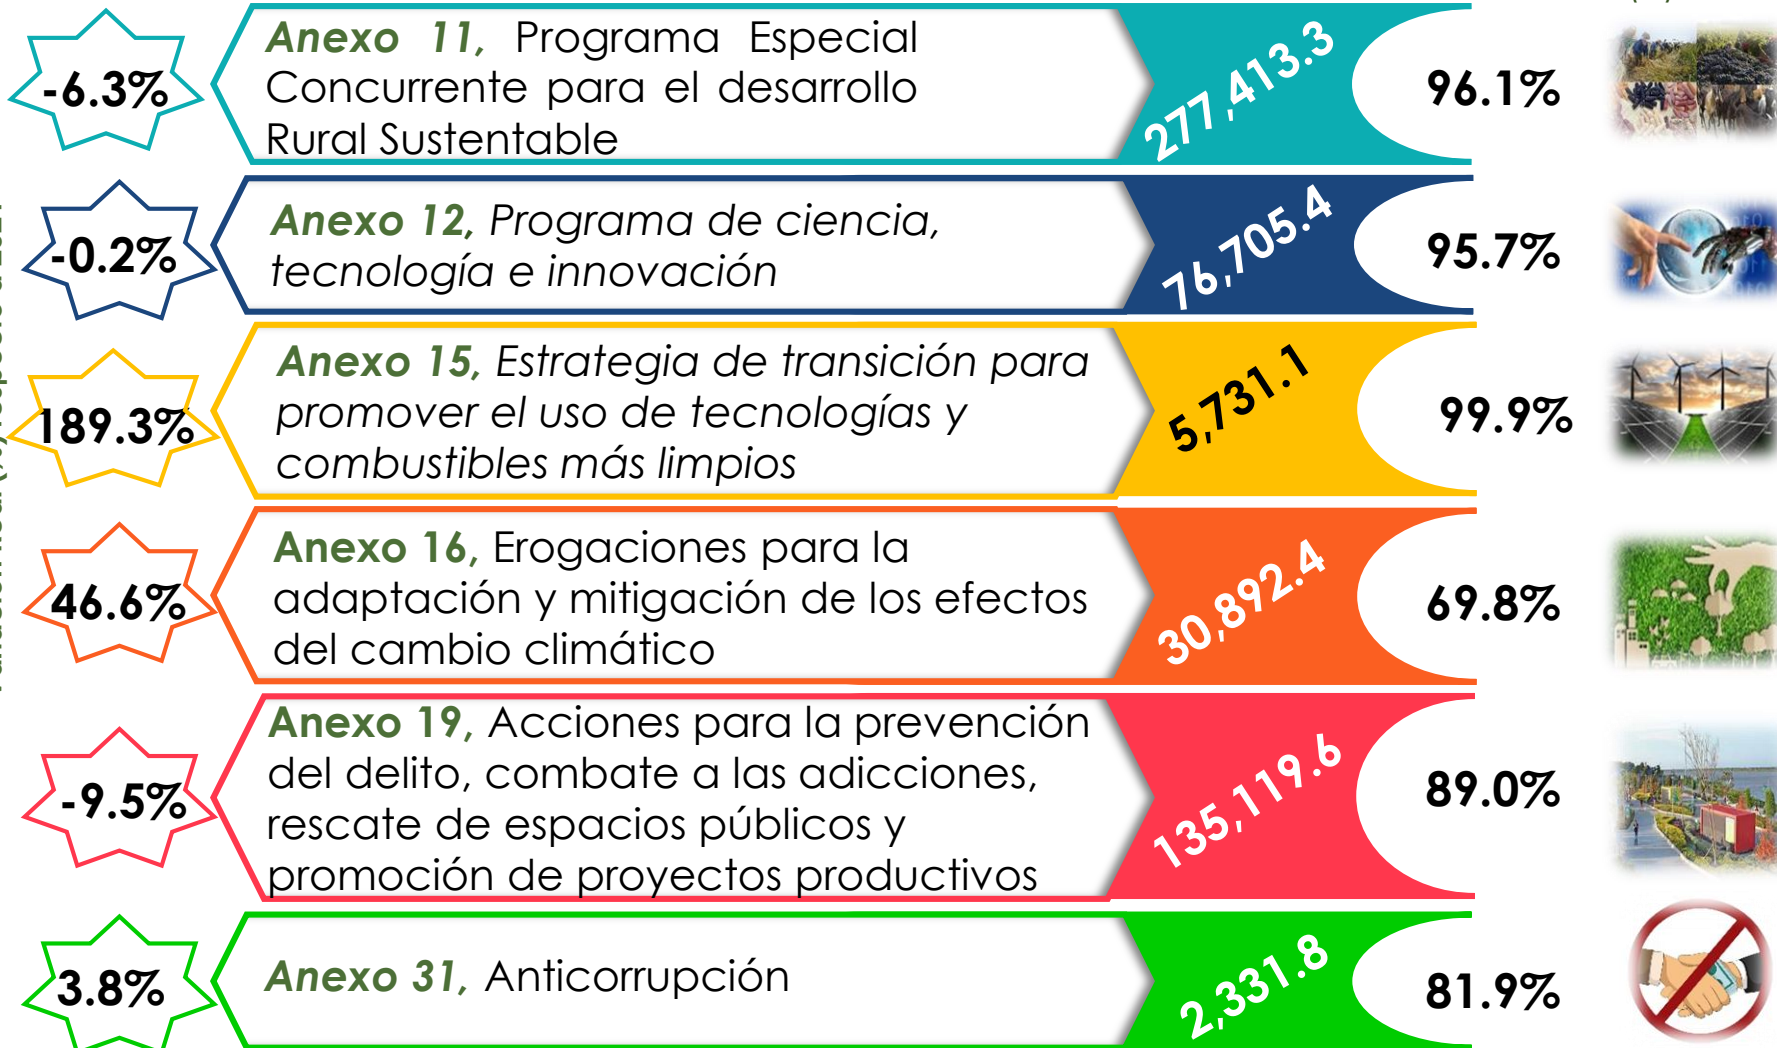 -6.3%
Anexo 11, Programa Especial
Concurrente para el desarrollo
Rural Sustentable
277,413.3
96.1%
-0.2%
Anexo 12, Programa de ciencia,
tecnología e innovación
76,705.4
95.7%
189.3%
Anexo 15, Estrategia de transición para
promover el uso de tecnologías y
combustibles más limpios
5,731.1
99.9%
46.6%
Anexo 16, Erogaciones para la
adaptación y mitigación de los efectos
del cambio climático
30,892.4
69.8%
-9.5%
Anexo 19, Acciones para la prevención
del delito, combate a las adicciones,
rescate de espacios públicos y
promoción de proyectos productivos
135,119.6
89.0%
3.8%
Anexo 31, Anticorrupción
2,331.8
81.9%